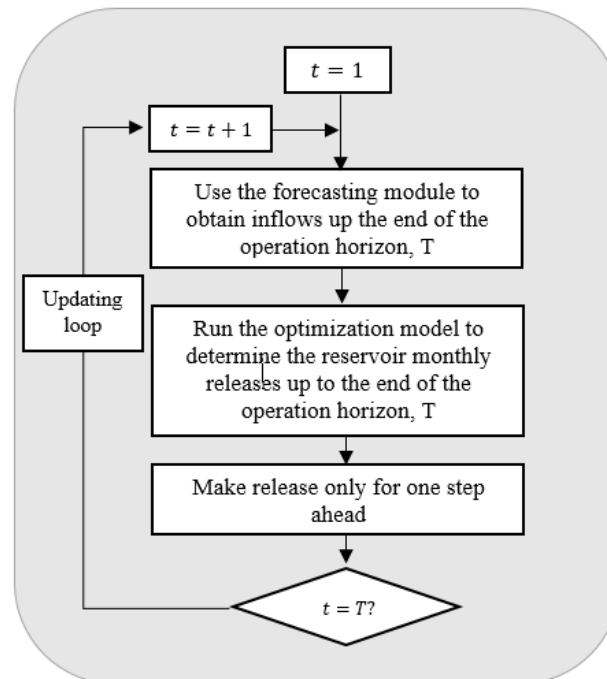 t = 1
t = t + 1
Use the forecasting module to
obtain inflows up the end of the
operation horizon, T
Updating
loop
Run the optimization model to
determine the reservoir monthly
releases up to the end of the
operation horizon, T
Make release only for one step
ahead
t = T?